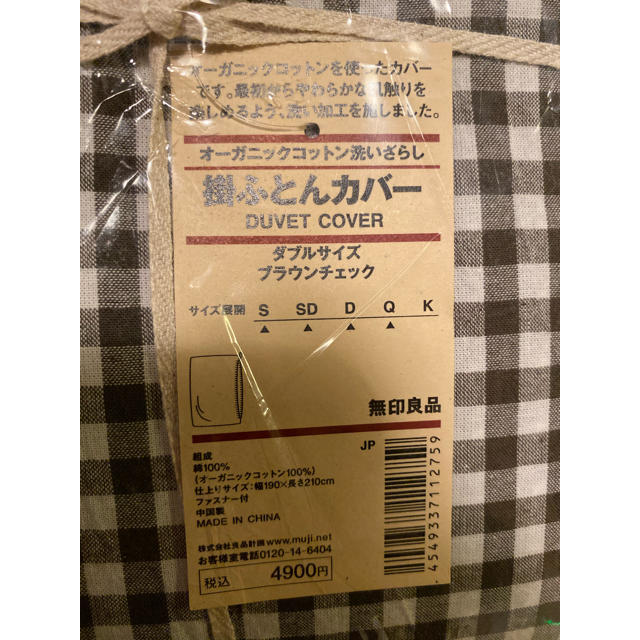 オーガニックコットンを使ったカバー
です。最初からやわらかな肌触りを
楽しめるよう、洗い加工を施しました。
オーガニックコットン洗いざらし
掛ふとんカバー
DUVET COVER
ダブルサイズ
ブラウンチェック
サイズ展開 S SD D Q K
無印良品
JP
組成
綿100%
(オーガニックコットン100%)
仕上りサイズ:幅190×長さ210cm
ファスナー付
中国製
MADE IN CHINA
株式会社良品計画 www.muji.net
お客様室電話0120-14-6404
税込 4900円
4549337112759